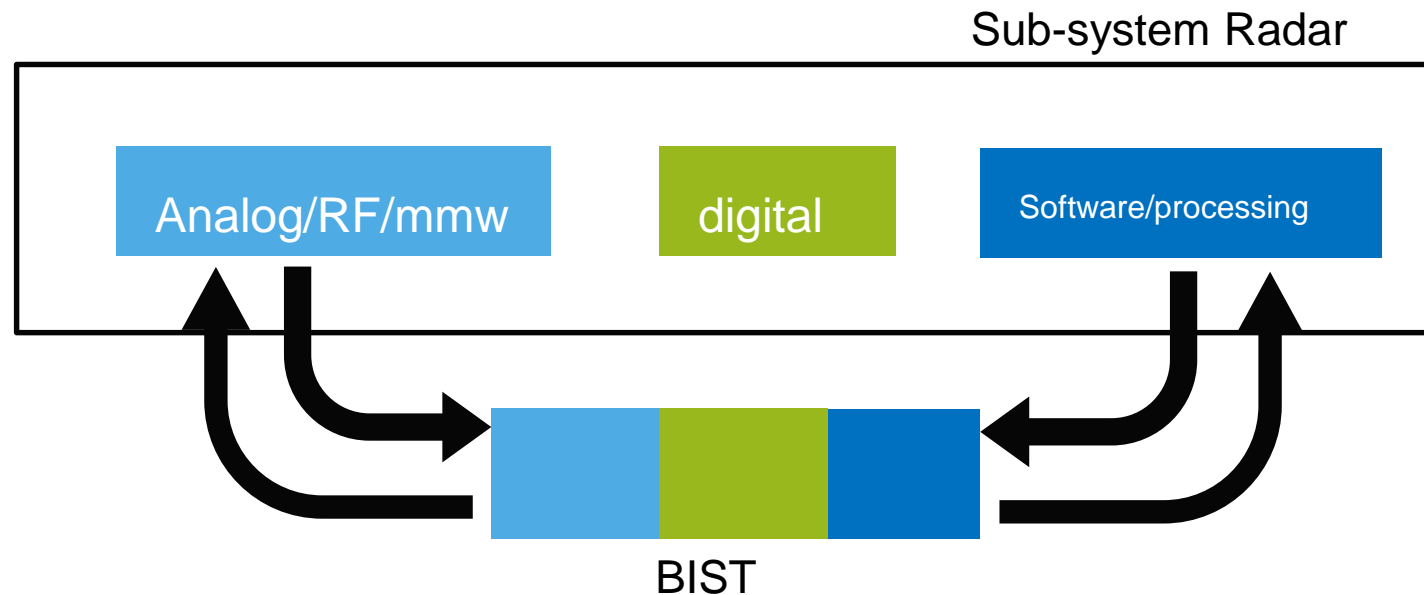 Sub-system Radar
Analog/RF/mmw
digital
Software/processing
BIST